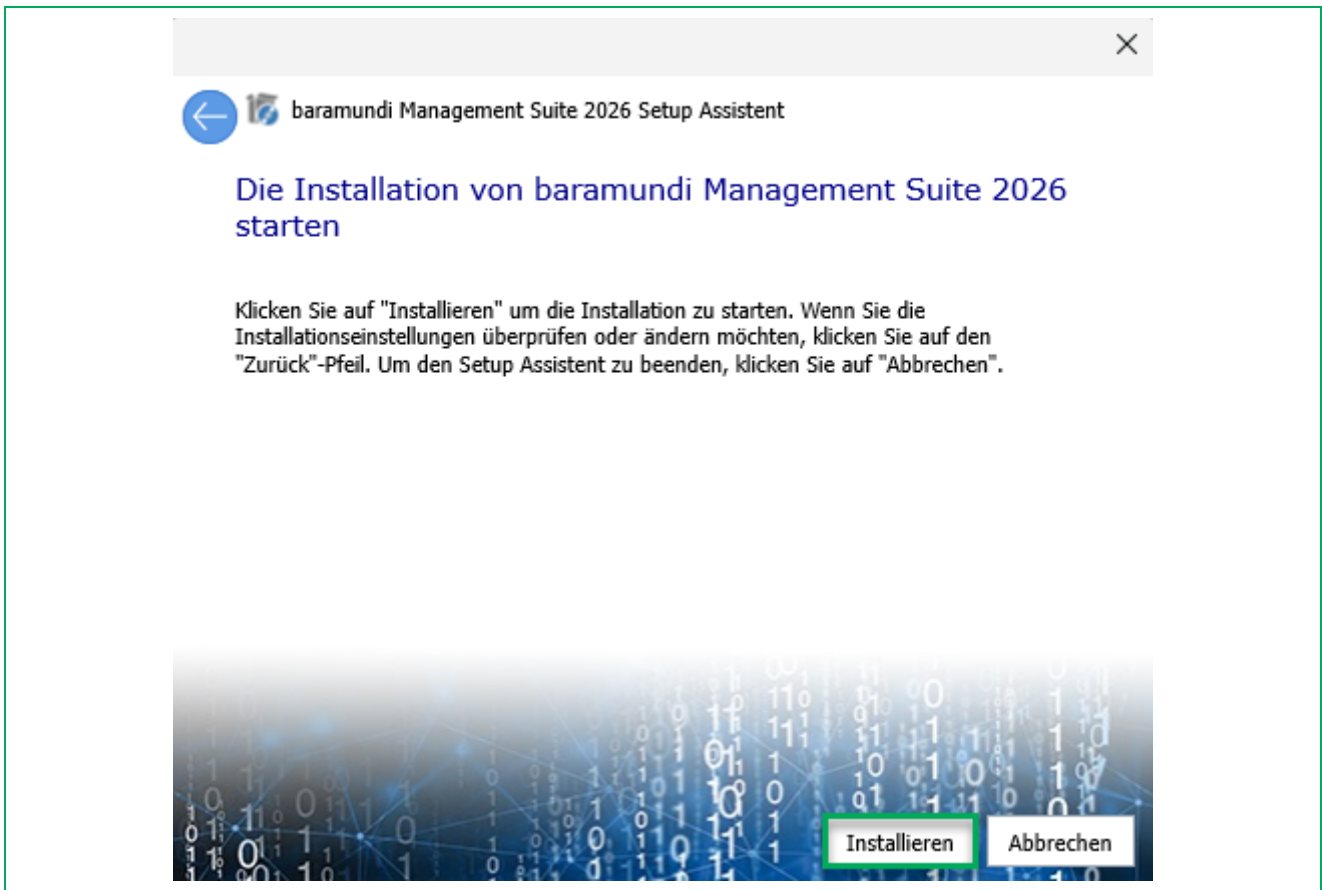 baramundi Management Suite 2026 Setup Assistent
Die Installation von baramundi Management Suite 2026
starten
Klicken Sie auf "Installieren" um die Installation zu starten. Wenn Sie die
Installationseinstellungen überprüfen oder ändern möchten, klicken Sie auf den
"Zurück"-Pfeil. Um den Setup Assistent zu beenden, klicken Sie auf "Abbrechen".
Installieren
Abbrechen